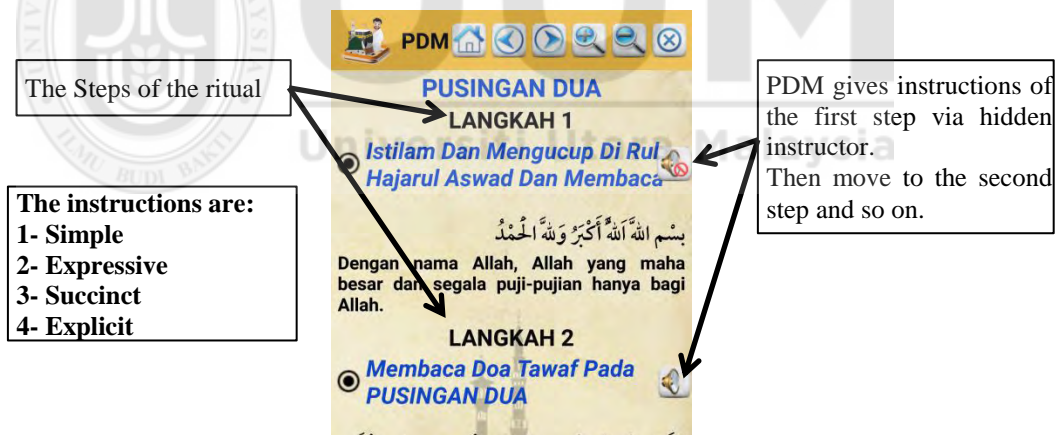 PDM
PUSINGAN DUA
LANGKAH 1
Istilam Dan Mengucup Di
Hajarul Aswad Dan Membaca
بِسْمِ اللهِ اَللهُ أَكْبَرُ وَلِلهِ الْحَمْدُ
Dengan nama Allah, Allah yang maha
besar dan segala puji-pujian hanya bagi
Allah.
LANGKAH 2
Membaca Doa Tawaf Pada
PUSINGAN DUA
The Steps of the ritual
The instructions are:
1- Simple
2- Expressive
3- Succinct
4- Explicit
PDM gives instructions of
the first step via hidden
instructor.
Then move to the second
step and so on.
Universiti Utara Malaysia
UUM